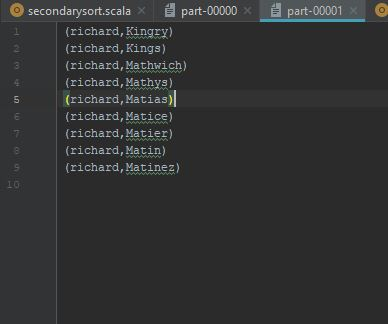 secondarysort.scala part-00000 part-00001
1 (richard,Kingry)
2 (richard,Kings)
3 (richard,Mathwich)
4 (richard,Mathys)
5 (richard,Matias)
6 (richard,Matice)
7 (richard,Matier)
8 (richard,Matin)
9 (richard,Matinez)
10